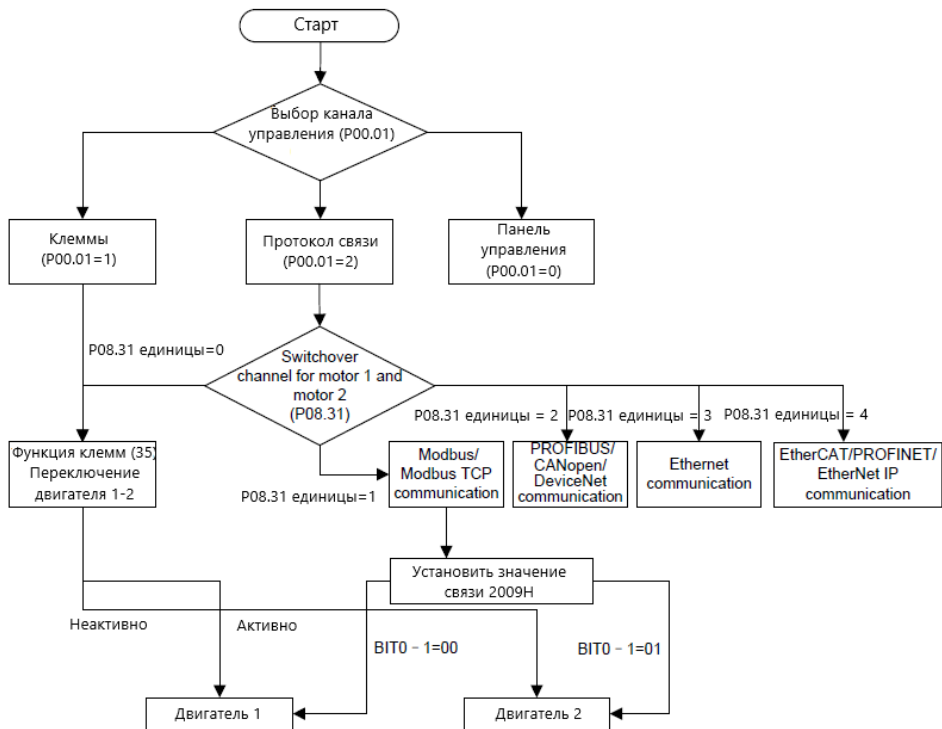 Старт
Выбор канала
управления (P00.01)
Клеммы
(P00.01=1)
Протокол связи
(P00.01=2)
Панель
управления
(P00.01=0)
P08.31 единицы=0
Switchover
channel for motor 1 and
motor 2
(P08.31)
P08.31 единицы = 2
P08.31 единицы = 3
P08.31 единицы = 4
P08.31 единицы=1
Функция клемм (35)
Переключение
двигателя 1-2
Modbus/
Modbus TCP
communication
PROFIBUS/
CANopen/
DeviceNet
communication
Ethernet
communication
EtherCAT/PROFINET/
EtherNet IP
communication
Установить значение
связи 2009H
Неактивно
Активно
BIT0 - 1=00
BIT0 - 1=01
Двигатель 1
Двигатель 2